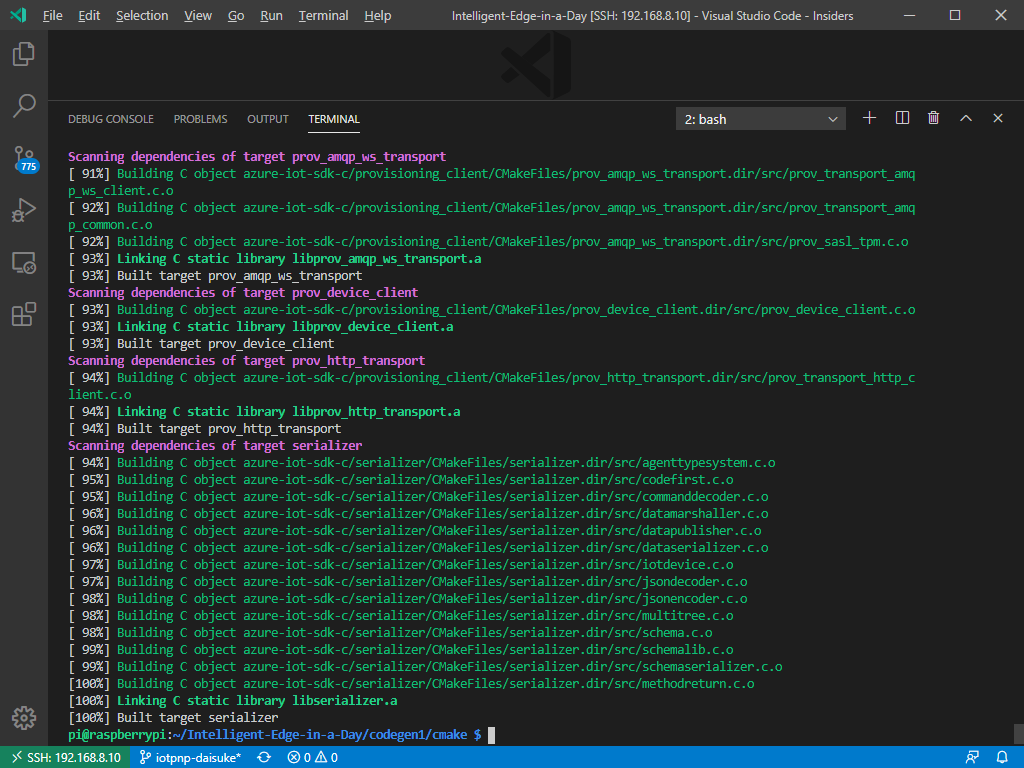 File Edit Selection View Go Run Terminal Help Intelligent-Edge-in-a-Day [SSH: 192.168.8.10] - Visual Studio Code - Insiders
DEBUG CONSOLE PROBLEMS OUTPUT TERMINAL 2: bash
775
Scanning dependencies of target prov_amqp_ws_transport
[ 91%] Building C object azure-iot-sdk-c/provisioning_client/CMakeFiles/prov_amqp_ws_transport.dir/src/prov_transport_amq
p_ws_client.c.o
[ 92%] Building C object azure-iot-sdk-c/provisioning_client/CMakeFiles/prov_amqp_ws_transport.dir/src/prov_transport_amq
p_common.c.o
[ 92%] Building C object azure-iot-sdk-c/provisioning_client/CMakeFiles/prov_amqp_ws_transport.dir/src/prov_sasl_tpm.c.o
[ 93%] Linking C static library libprov_amqp_ws_transport.a
[ 93%] Built target prov_amqp_ws_transport
Scanning dependencies of target prov_device_client
[ 93%] Building C object azure-iot-sdk-c/provisioning_client/CMakeFiles/prov_device_client.dir/src/prov_device_client.c.o
[ 93%] Linking C static library libprov_device_client.a
[ 93%] Built target prov_device_client
Scanning dependencies of target prov_http_transport
[ 94%] Building C object azure-iot-sdk-c/provisioning_client/CMakeFiles/prov_http_transport.dir/src/prov_transport_http_c
lient.c.o
[ 94%] Linking C static library libprov_http_transport.a
[ 94%] Built target prov_http_transport
Scanning dependencies of target serializer
[ 94%] Building C object azure-iot-sdk-c/serializer/CMakeFiles/serializer.dir/src/agenttypesystem.c.o
[ 95%] Building C object azure-iot-sdk-c/serializer/CMakeFiles/serializer.dir/src/codefirst.c.o
[ 95%] Building C object azure-iot-sdk-c/serializer/CMakeFiles/serializer.dir/src/commanddecoder.c.o
[ 96%] Building C object azure-iot-sdk-c/serializer/CMakeFiles/serializer.dir/src/datamarshaller.c.o
[ 96%] Building C object azure-iot-sdk-c/serializer/CMakeFiles/serializer.dir/src/datapublisher.c.o
[ 96%] Building C object azure-iot-sdk-c/serializer/CMakeFiles/serializer.dir/src/dataserializer.c.o
[ 97%] Building C object azure-iot-sdk-c/serializer/CMakeFiles/serializer.dir/src/iotdevice.c.o
[ 97%] Building C object azure-iot-sdk-c/serializer/CMakeFiles/serializer.dir/src/jsondecoder.c.o
[ 98%] Building C object azure-iot-sdk-c/serializer/CMakeFiles/serializer.dir/src/jsonencoder.c.o
[ 98%] Building C object azure-iot-sdk-c/serializer/CMakeFiles/serializer.dir/src/multitree.c.o
[ 98%] Building C object azure-iot-sdk-c/serializer/CMakeFiles/serializer.dir/src/schema.c.o
[ 99%] Building C object azure-iot-sdk-c/serializer/CMakeFiles/serializer.dir/src/schemalib.c.o
[ 99%] Building C object azure-iot-sdk-c/serializer/CMakeFiles/serializer.dir/src/schemaserializer.c.o
[100%] Building C object azure-iot-sdk-c/serializer/CMakeFiles/serializer.dir/src/methodreturn.c.o
[100%] Linking C static library libserializer.a
[100%] Built target serializer
pi@raspberrypi:~/Intelligent-Edge-in-a-Day/codegen1/cmake $
SSH: 192.168.8.10 iotpnp-daisuke* 0 0